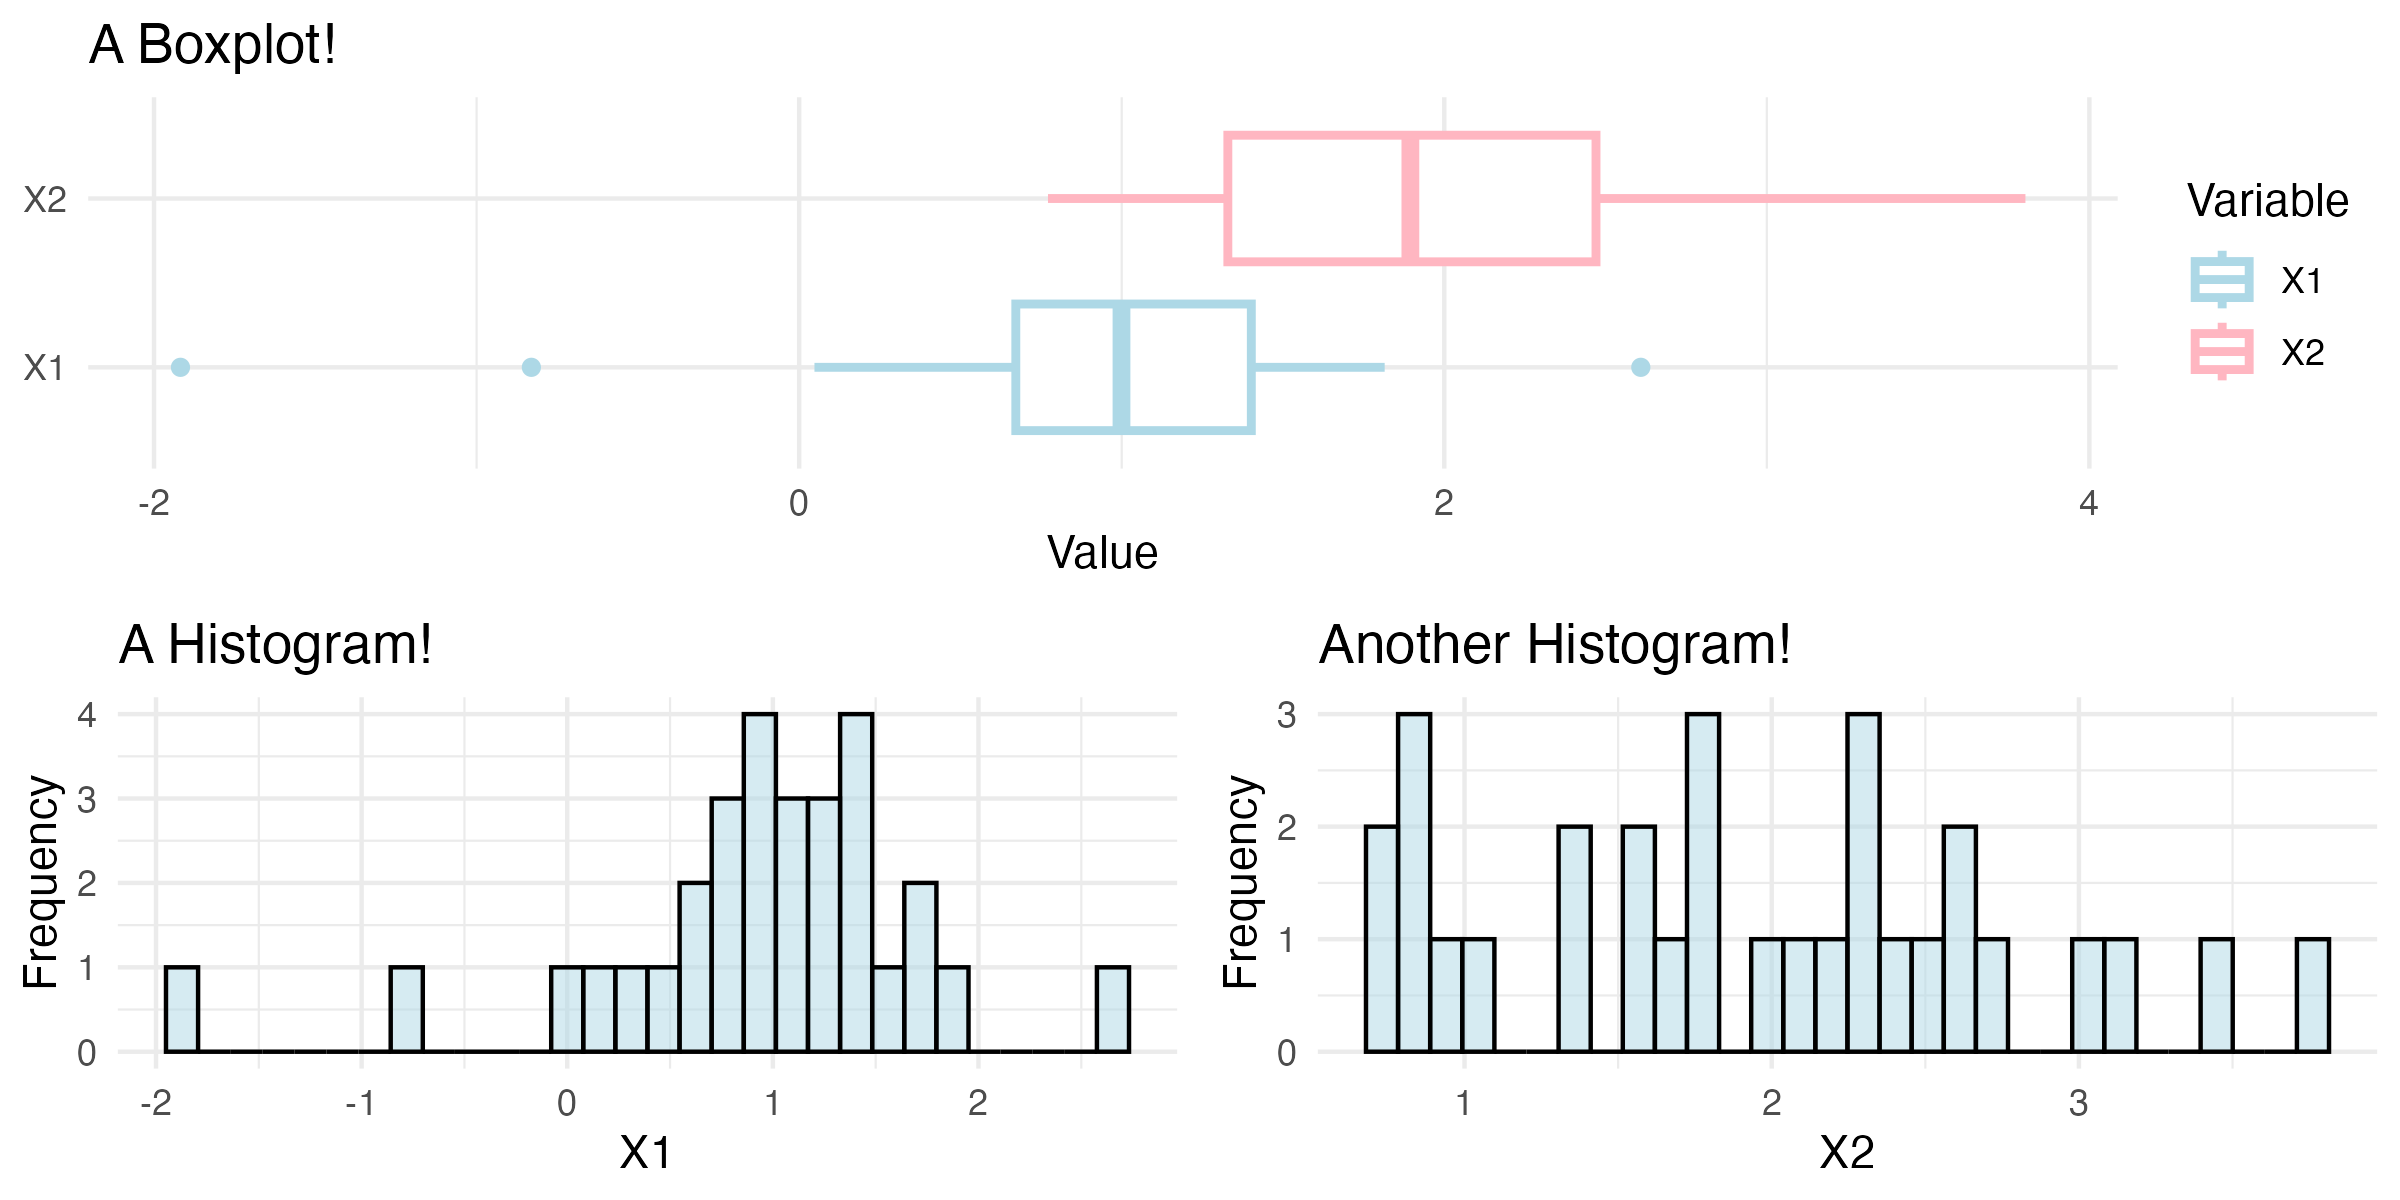 A Boxplot!
X2
X1
-2 0 2 4
Value
Variable
X1
X2
A Histogram!
4
3
2
1
0
Frequency
-2 -1 0 1 2
X1
Another Histogram!
3
2
1
0
Frequency
1 2 3
X2